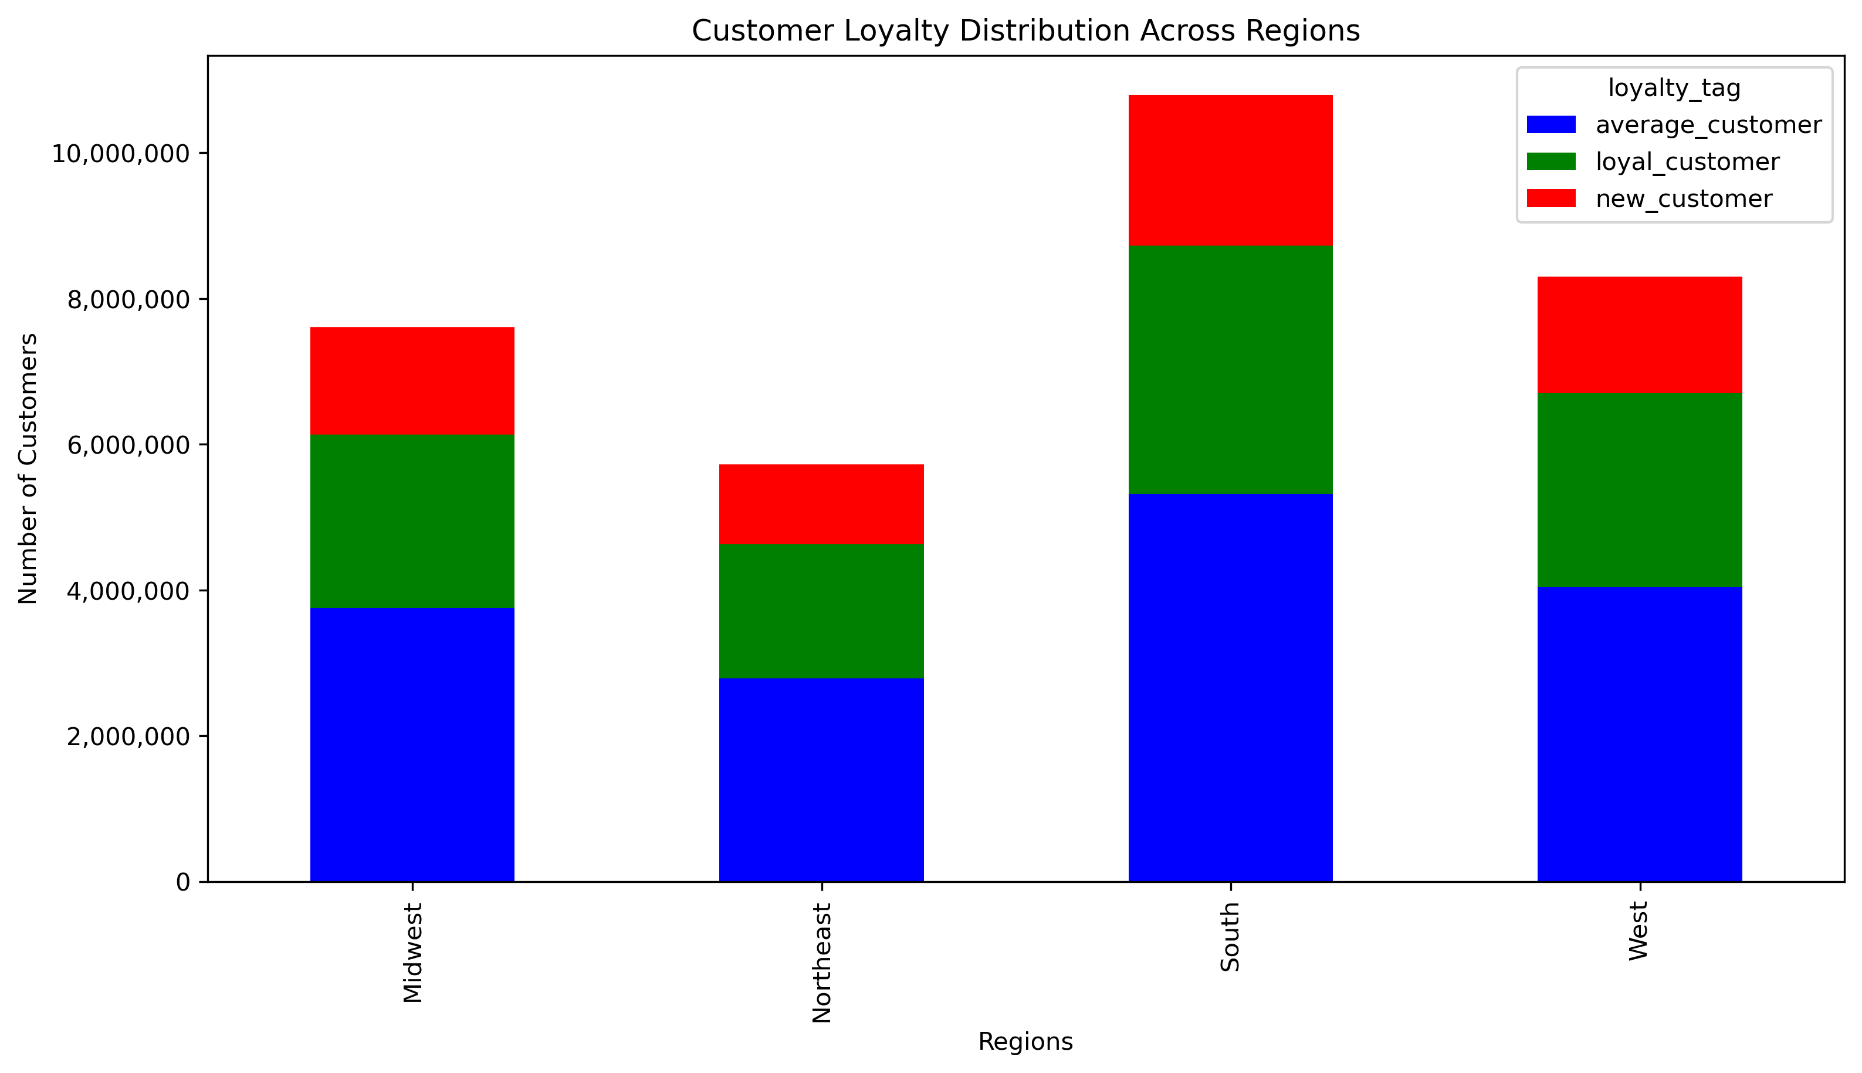 Customer Loyalty Distribution Across Regions
loyalty_tag
average_customer
loyal_customer
new_customer
Number of Customers
10,000,000
8,000,000
6,000,000
4,000,000
2,000,000
0
Midwest
Northeast
South
West
Regions